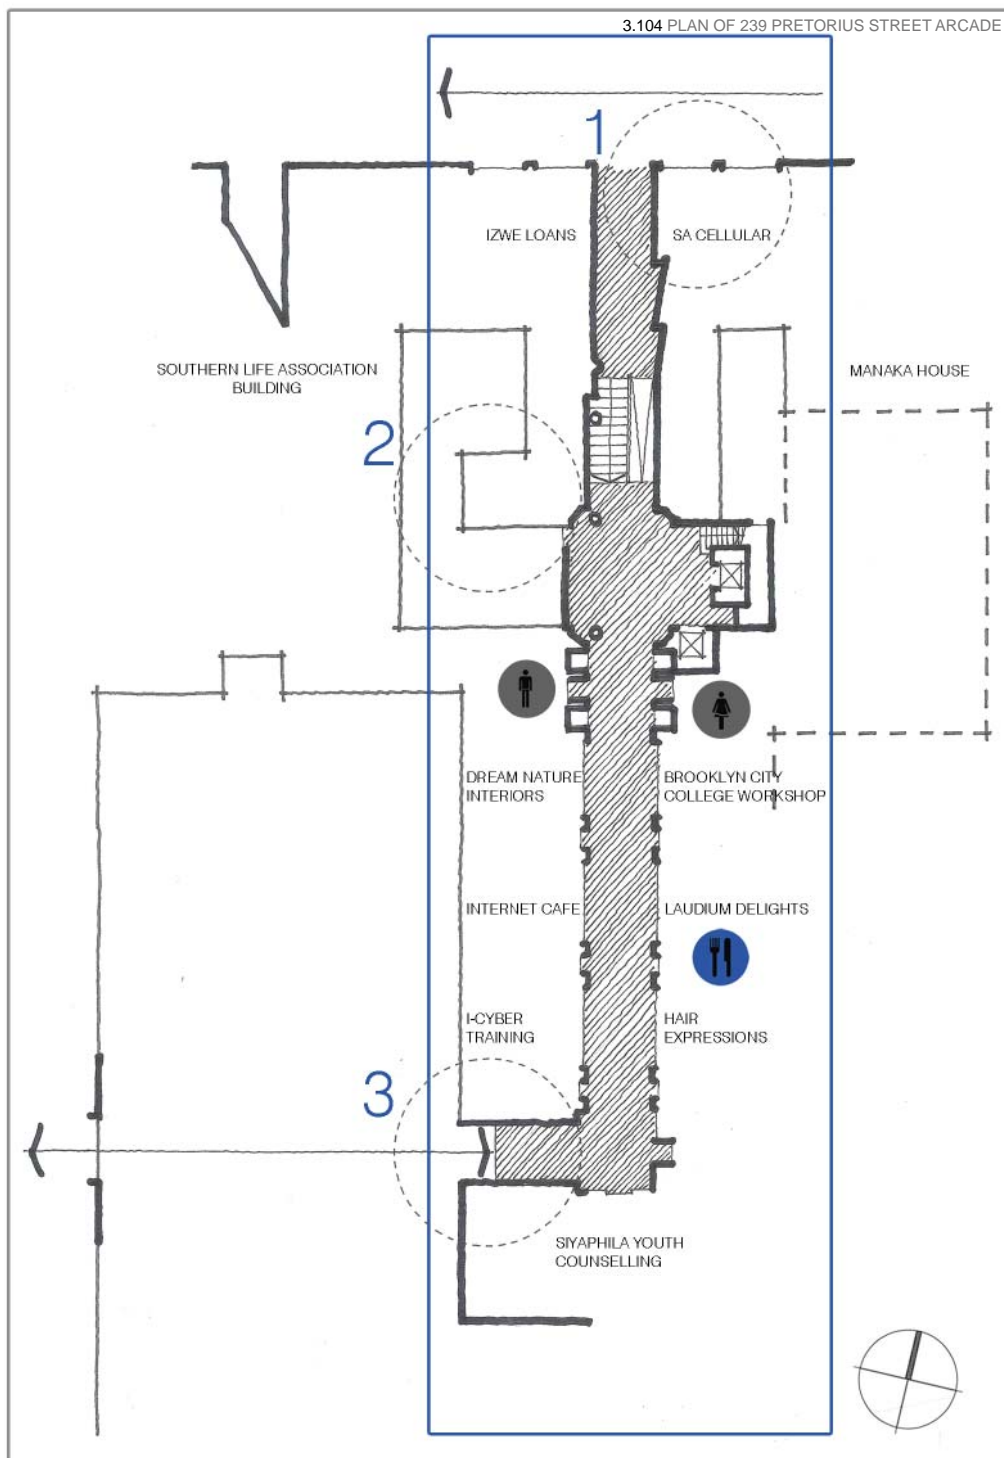 3.104 PLAN OF 239 PRETORIUS STREET ARCADE
1
IZWE LOANS
SA CELLULAR
SOUTHERN LIFE ASSOCIATION
BUILDING
MANAKA HOUSE
2
DREAM NATURE
INTERIORS
BROOKLYN CITY
COLLEGE WORKSHOP
INTERNET CAFE
LAUDIUM DELIGHTS
I-CYBER
TRAINING
HAIR
EXPRESSIONS
3
SIYAPHILA YOUTH
COUNSELLING